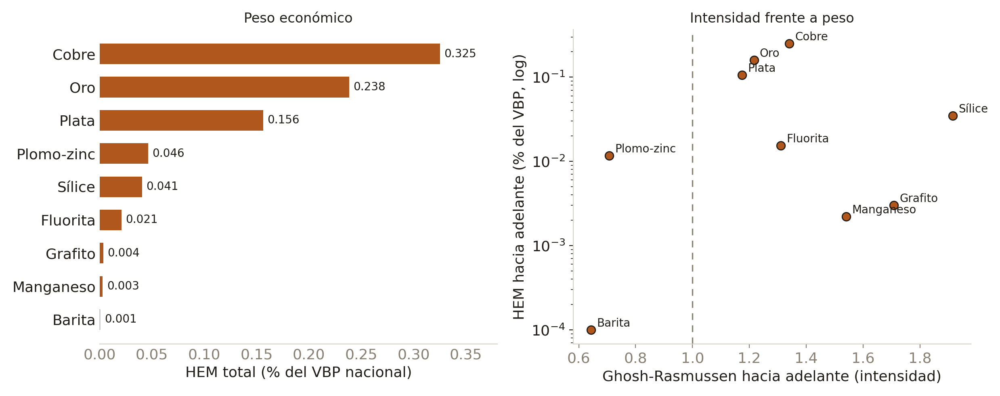 Peso económico
Cobre
0.325
Oro
0.238
Plata
0.156
Plomo-zinc
0.046
Sílice
0.041
Fluorita
0.021
Grafito
0.004
Manganeso
0.003
Barita
0.001
0.00 0.05 0.10 0.15 0.20 0.25 0.30 0.35
HEM total (% del VBP nacional)
Intensidad frente a peso
HEM hacia adelante (% del VBP, log)
10⁻¹
10⁻²
10⁻³
10⁻⁴
Cobre
Oro
Plata
Sílice
Fluorita
Plomo-zinc
Grafito
Manganeso
Barita
0.6 0.8 1.0 1.2 1.4 1.6 1.8
Ghosh-Rasmussen hacia adelante (intensidad)